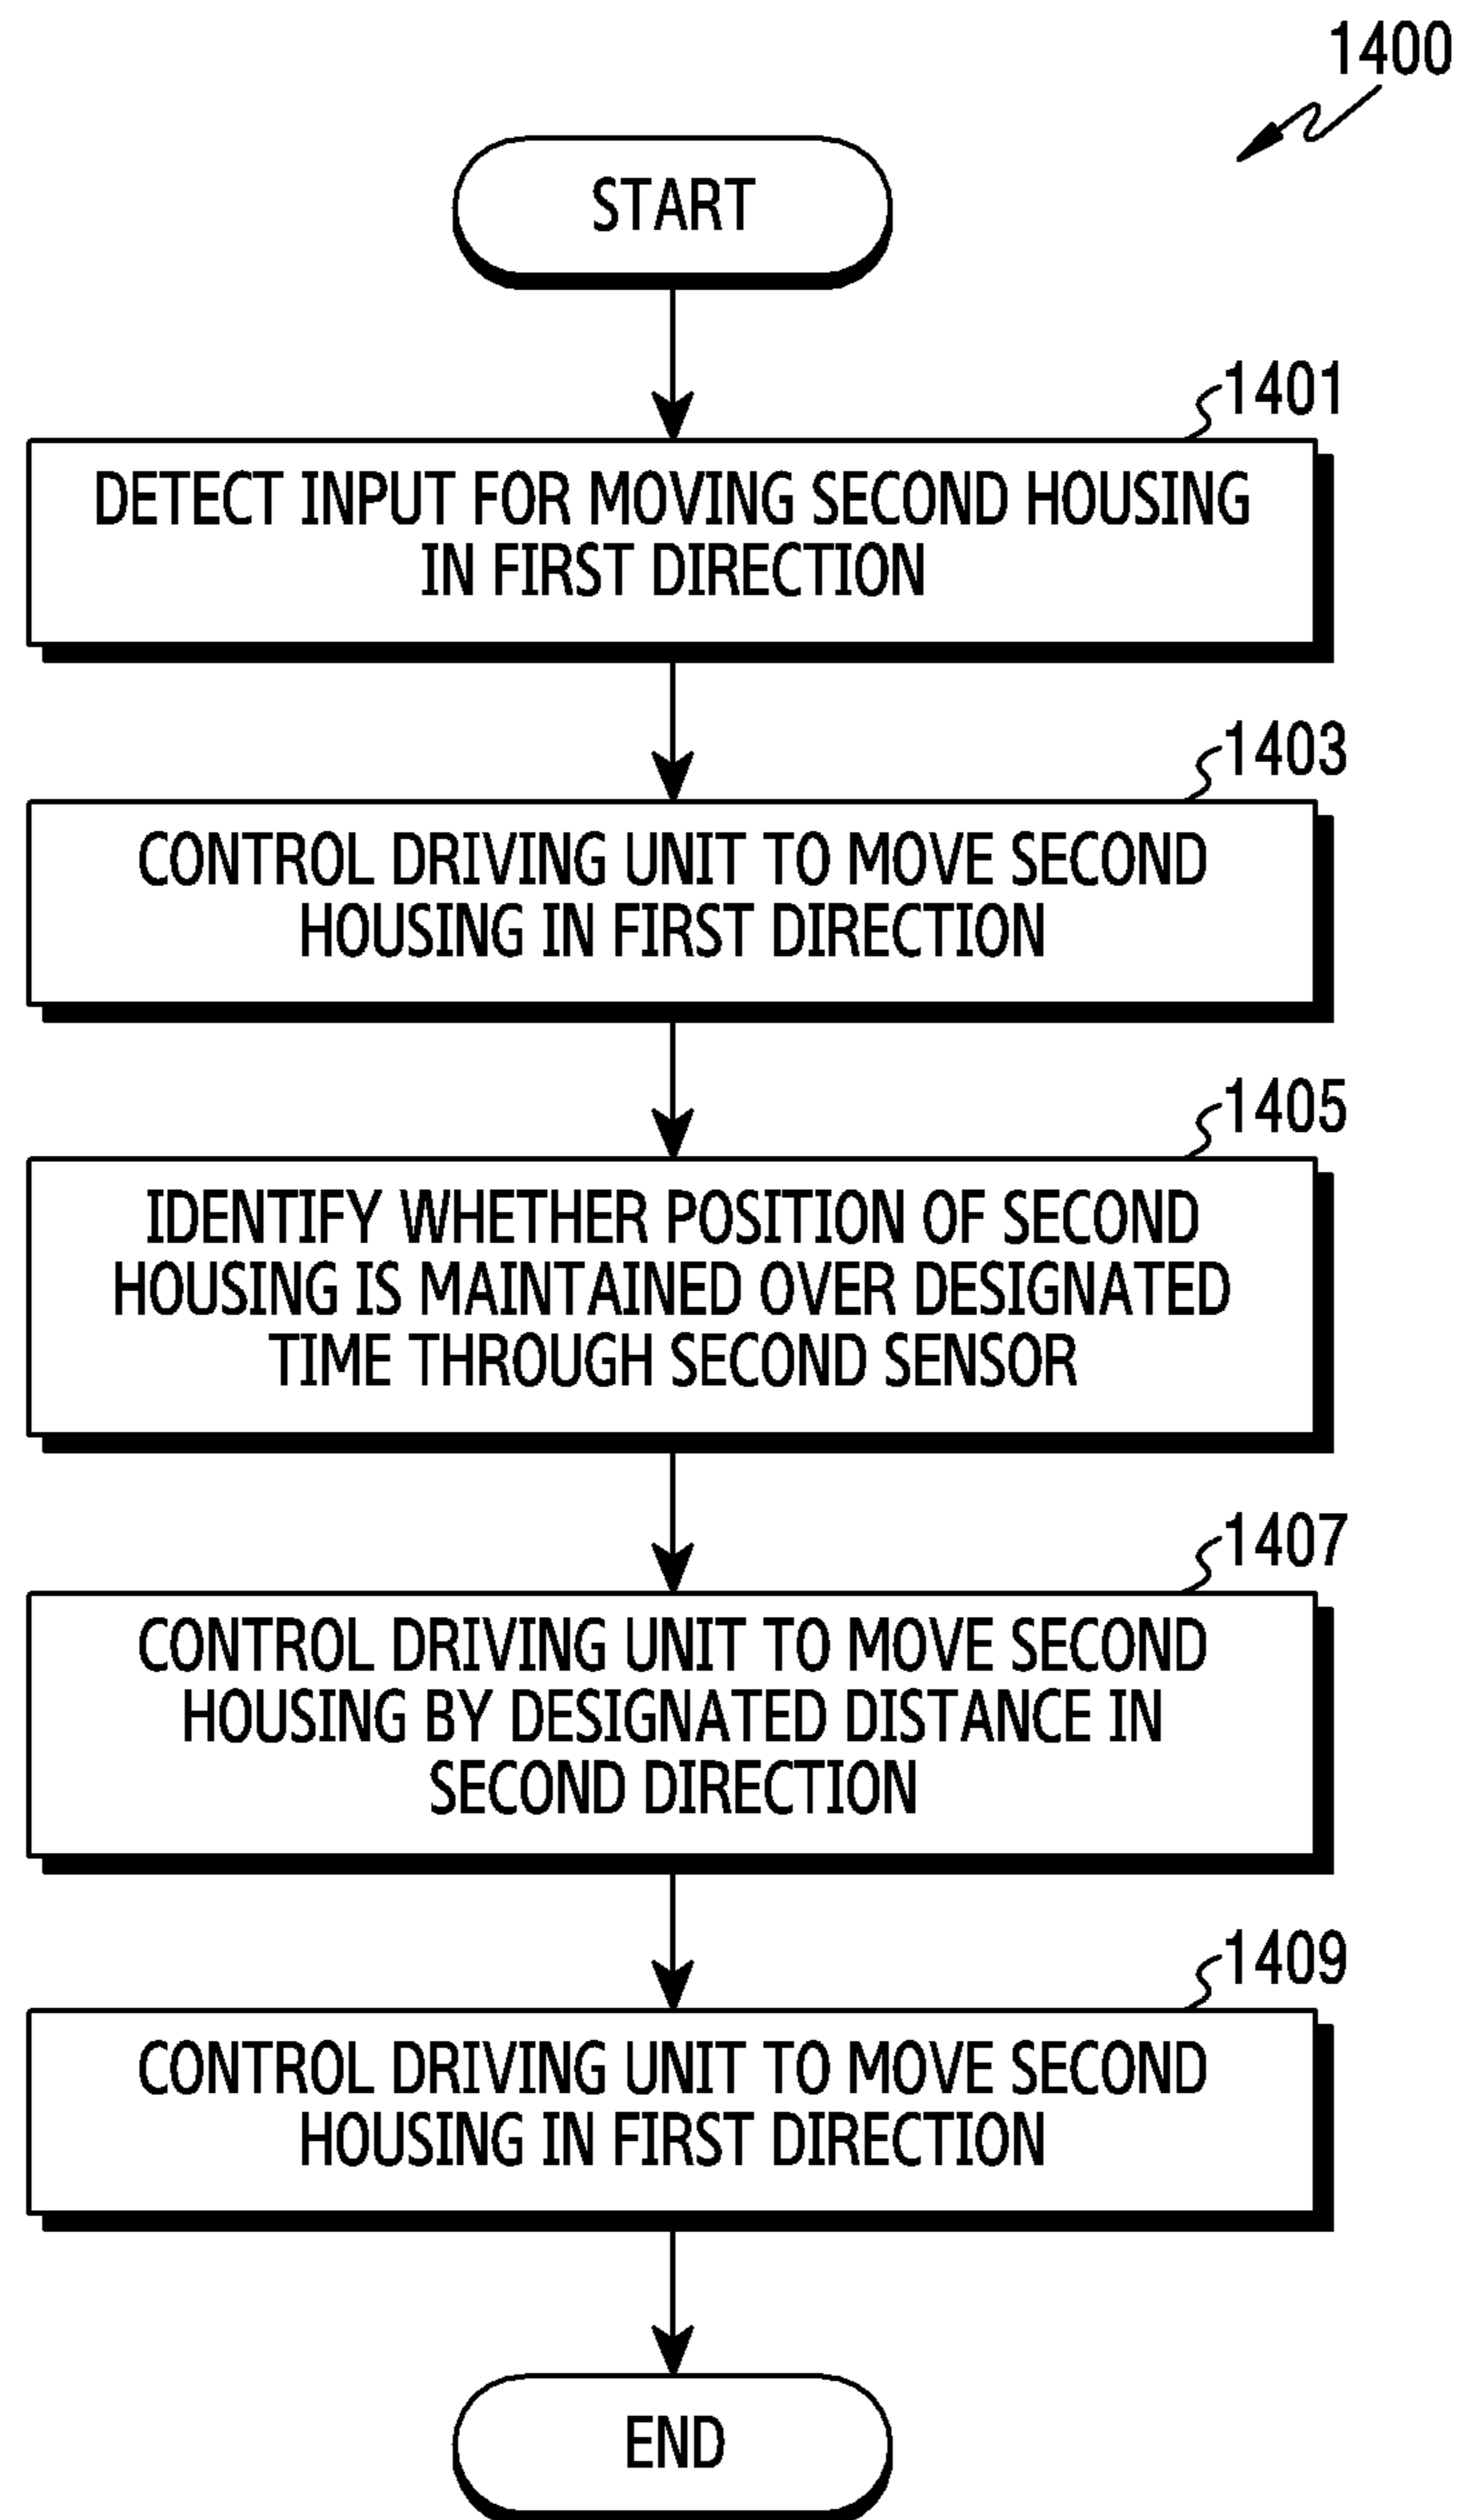 1400
START
1401
DETECT INPUT FOR MOVING SECOND HOUSING
IN FIRST DIRECTION
1403
CONTROL DRIVING UNIT TO MOVE SECOND
HOUSING IN FIRST DIRECTION
1405
IDENTIFY WHETHER POSITION OF SECOND
HOUSING IS MAINTAINED OVER DESIGNATED
TIME THROUGH SECOND SENSOR
1407
CONTROL DRIVING UNIT TO MOVE SECOND
HOUSING BY DESIGNATED DISTANCE IN
SECOND DIRECTION
1409
CONTROL DRIVING UNIT TO MOVE SECOND
HOUSING IN FIRST DIRECTION
END